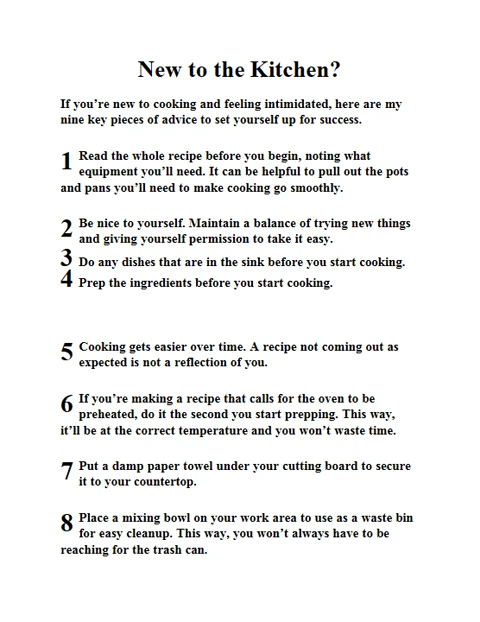 New to the Kitchen?
If you're new to cooking and feeling intimidated, here are my
nine key pieces of advice to set yourself up for success.
1 Read the whole recipe before you begin, noting what
equipment you'll need. It can be helpful to pull out the pots
and pans you'll need to make cooking go smoothly.
2 Be nice to yourself. Maintain a balance of trying new things
and giving yourself permission to take it easy.
3 Do any dishes that are in the sink before you start cooking.
4 Prep the ingredients before you start cooking.
5 Cooking gets easier over time. A recipe not coming out as
expected is not a reflection of you.
6 If you're making a recipe that calls for the oven to be
preheated, do it the second you start prepping. This way,
it'll be at the correct temperature and you won't waste time.
7 Put a damp paper towel under your cutting board to secure
it to your countertop.
8 Place a mixing bowl on your work area to use as a waste bin
for easy cleanup. This way, you won't always have to be
reaching for the trash can.